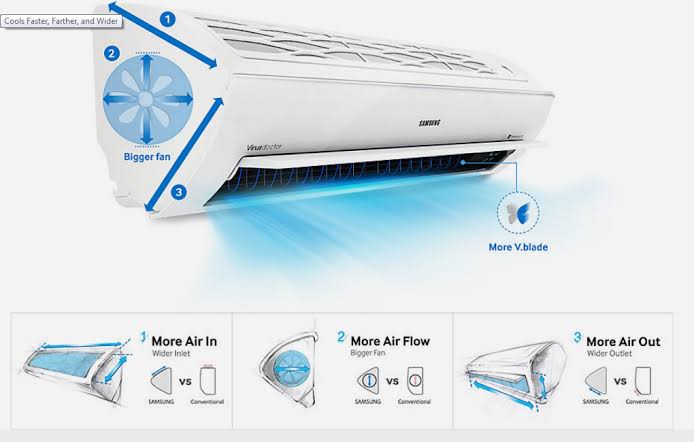 Cools Faster, Farther, and Wider
1
2
Bigger fan
3
SAMSUNG
Virusdoctor
More V.blade
1 More Air In
Wider Inlet
VS
SAMSUNG Conventional
2 More Air Flow
Bigger Fan
VS
SAMSUNG Conventional
3 More Air Out
Wider Outlet
VS
SAMSUNG Conventional